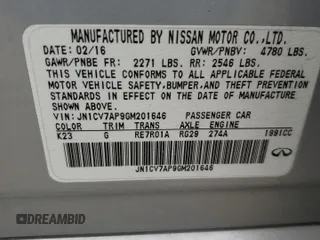 MANUFACTURED BY NISSAN MOTOR CO.,LTD.
DATE: 02/16 GVWR/PNBV: 4780 LBS.
GAWR/PNBE FR: 2271 LBS. RR: 2546 LBS.
THIS VEHICLE CONFORMS TO ALL APPLICABLE FEDERAL
MOTOR VEHICLE SAFETY,BUMPER,AND THEFT PREVENTION
STANDARDS IN EFFECT ON THE DATE OF MANUFACTURE
SHOWN ABOVE.
VIN: JN1CV7AP9GM201646 PASSENGER CAR
COLOR TRIM TRANS AXLE ENGINE
K23 G RE7R01A RG29 274A 1991CC
JN1CV7AP9GM201646
INFINITI
DREAMBID